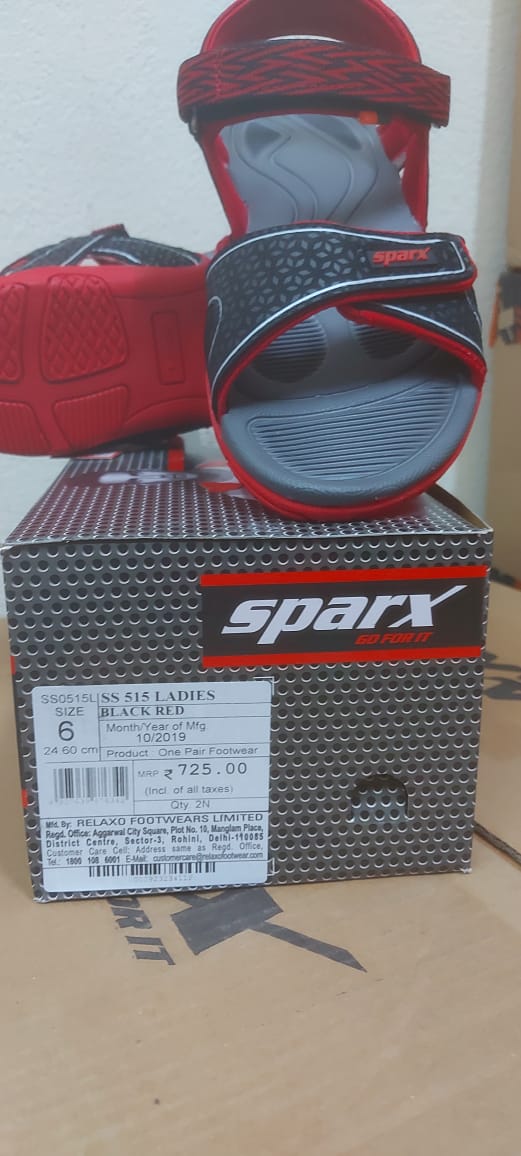 sparx
sparx
GO FOR IT
SS0515L SS 515 LADIES
SIZE BLACK RED
6 Month/Year of Mfg
10/2019
24 60 cm Product One Pair Footwear
MRP ₹ 725.00
(Incl. of all taxes)
Qty. 2N
Mfd. By: RELAXO FOOTWEARS LIMITED
Regd. Office: Aggarwal City Square, Plot No. 10, Manglam Place,
District Centre, Sector-3, Rohini, Delhi-110085
Customer Care Cell: Address same as Regd. Office,
Tel.: 1800 108 6001 E-Mail: customercare@relaxofootwear.com
OR IT